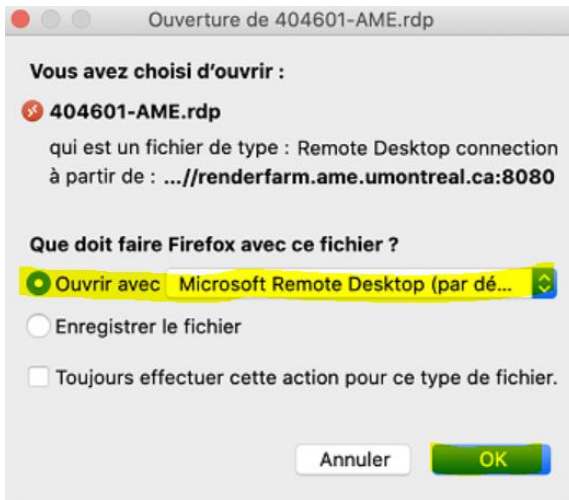 Ouverture de 404601-AME.rdp
Vous avez choisi d’ouvrir :
404601-AME.rdp
qui est un fichier de type : Remote Desktop connection
à partir de : ...//renderfarm.ame.umontreal.ca:8080
Que doit faire Firefox avec ce fichier ?
Ouvrir avec Microsoft Remote Desktop (par dé...
Enregistrer le fichier
Toujours effectuer cette action pour ce type de fichier.
Annuler OK